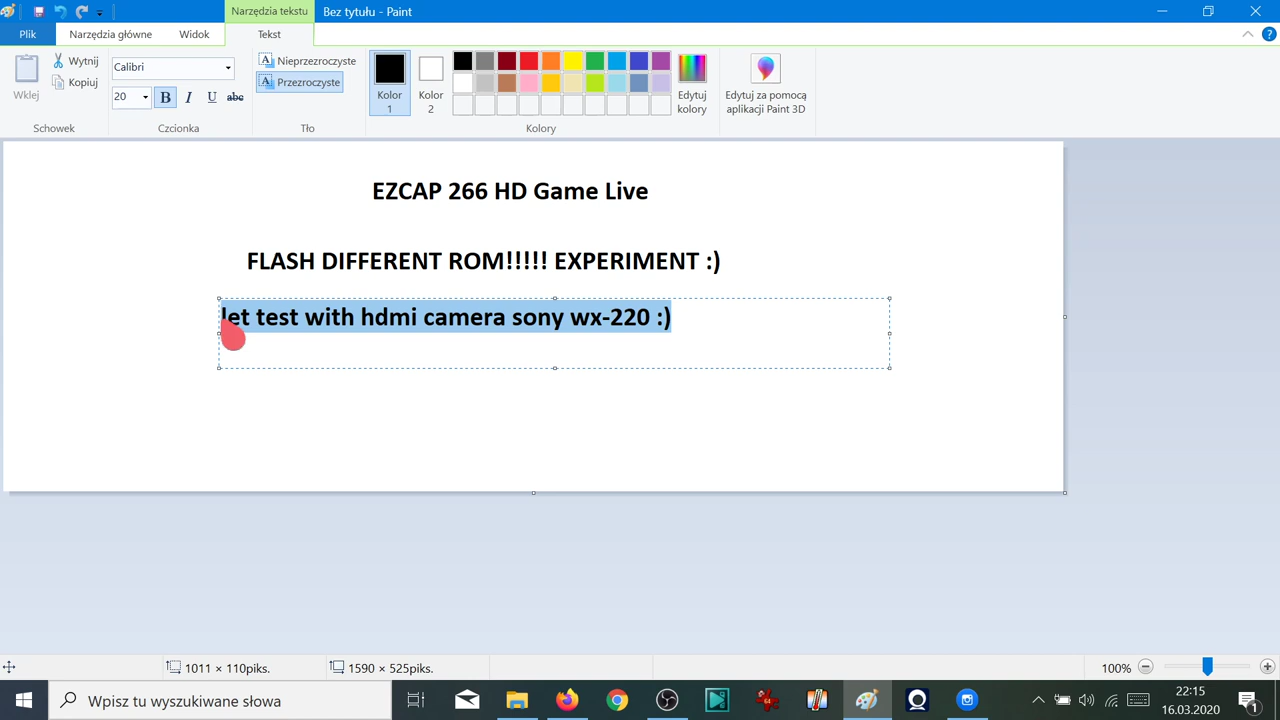 Narzędzia tekstu
Bez tytułu - Paint
Plik
Narzędzia główne
Widok
Tekst
Wklej
Wytnij
Kopiuj
Schowek
Calibri
20
B I U abc
Czcionka
Nieprzezroczyste
Przezroczyste
Tło
Kolor 1
Kolor 2
Edytuj kolory
Kolory
Edytuj za pomocą
aplikacji Paint 3D
EZCAP 266 HD Game Live
FLASH DIFFERENT ROM!!!!! EXPERIMENT :)
let test with hdmi camera sony wx-220 :)
1011 × 110piks.
1590 × 525piks.
100%
Wpisz tu wyszukiwane słowa
22:15
16.03.2020
1